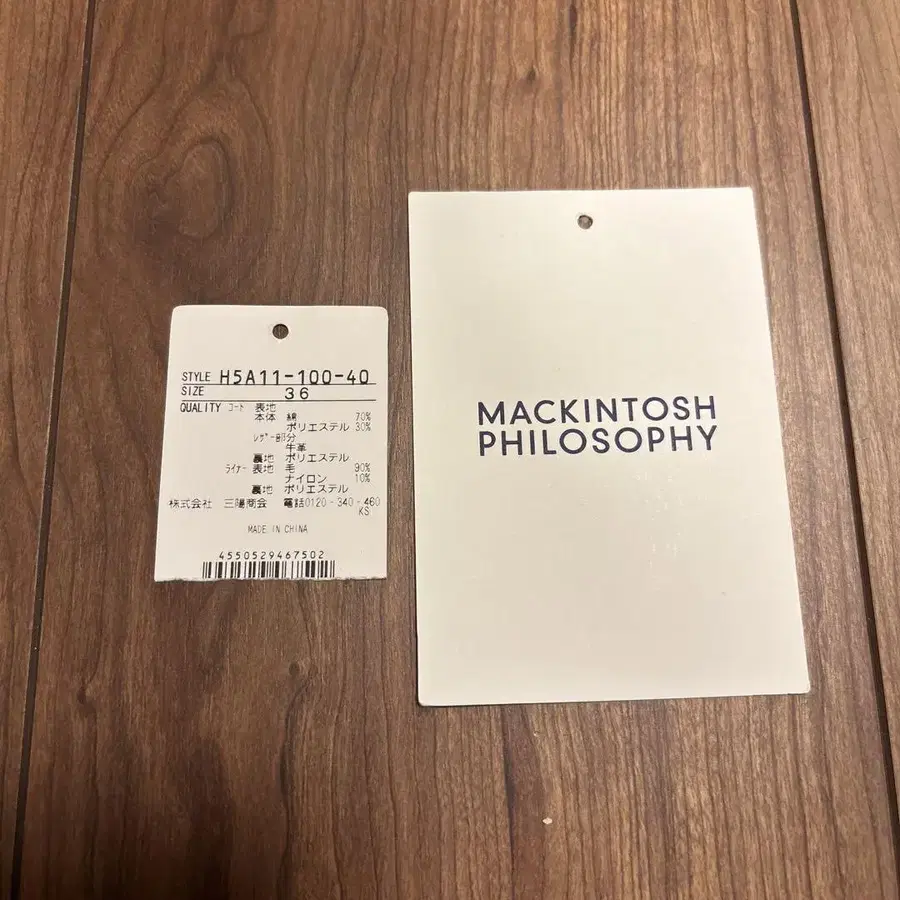 STYLE H5A11-100-40
SIZE 36
QUALITY コート 表地
本体 綿 70%
ポリエステル 30%
レザー部分
牛革
裏地 ポリエステル
ライナー 表地 毛 90%
ナイロン 10%
裏地 ポリエステル
株式会社 三陽商会 電話0120-340-460
KS
MADE IN CHINA
4550529467502
MACKINTOSH
PHILOSOPHY